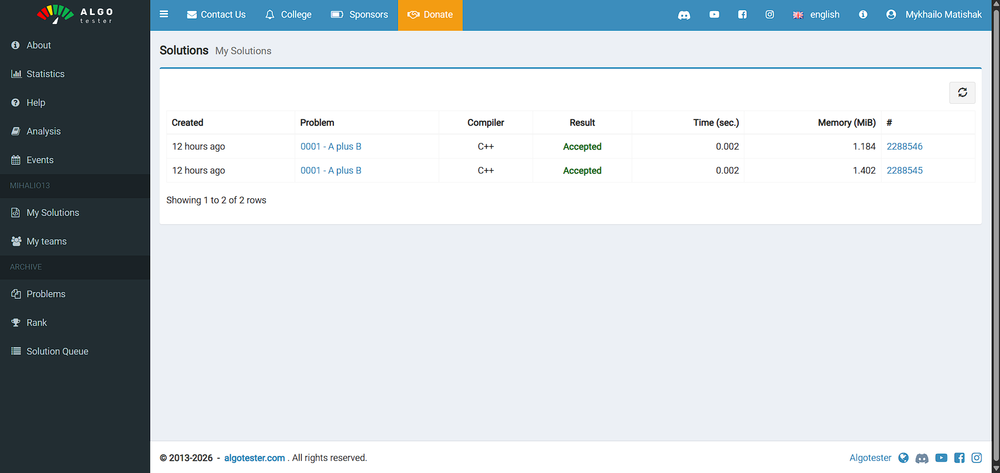 ALGO
tester
Contact Us College Sponsors Donate english Mykhailo Matishak
About
Statistics
Help
Analysis
Events
MIHALIO13
My Solutions
My teams
ARCHIVE
Problems
Rank
Solution Queue
Solutions My Solutions
Created Problem Compiler Result Time (sec.) Memory (MiB) #
12 hours ago 0001 - A plus B C++ Accepted 0.002 1.184 2288546
12 hours ago 0001 - A plus B C++ Accepted 0.002 1.402 2288545
Showing 1 to 2 of 2 rows
© 2013-2026 - algotester.com . All rights reserved. Algotester